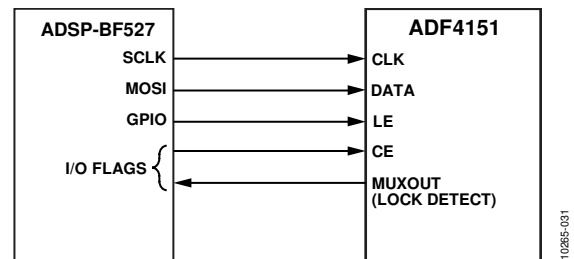 ADSP-BF527
SCLK
MOSI
GPIO
I/O FLAGS
ADF4151
CLK
DATA
LE
CE
MUXOUT
(LOCK DETECT)
10265-031